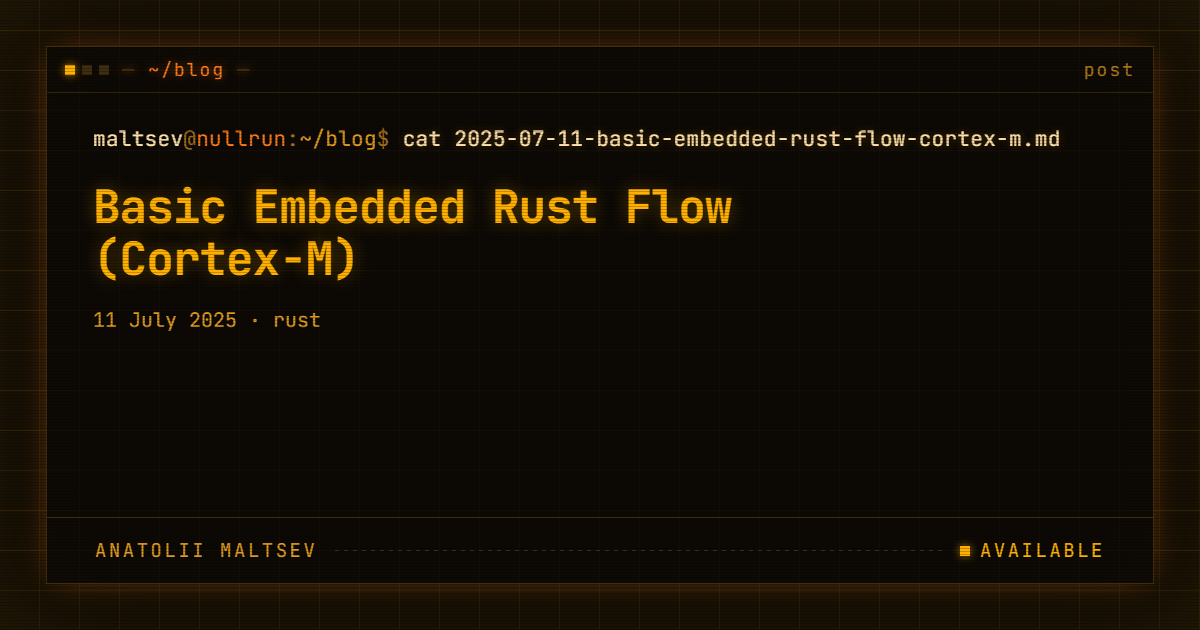 — ~/blog —
post
maltsev@nullrun:~/blog$ cat 2025-07-11-basic-embedded-rust-flow-cortex-m.md
Basic Embedded Rust Flow
(Cortex-M)
11 July 2025 · rust
ANATOLII MALTSEV
AVAILABLE